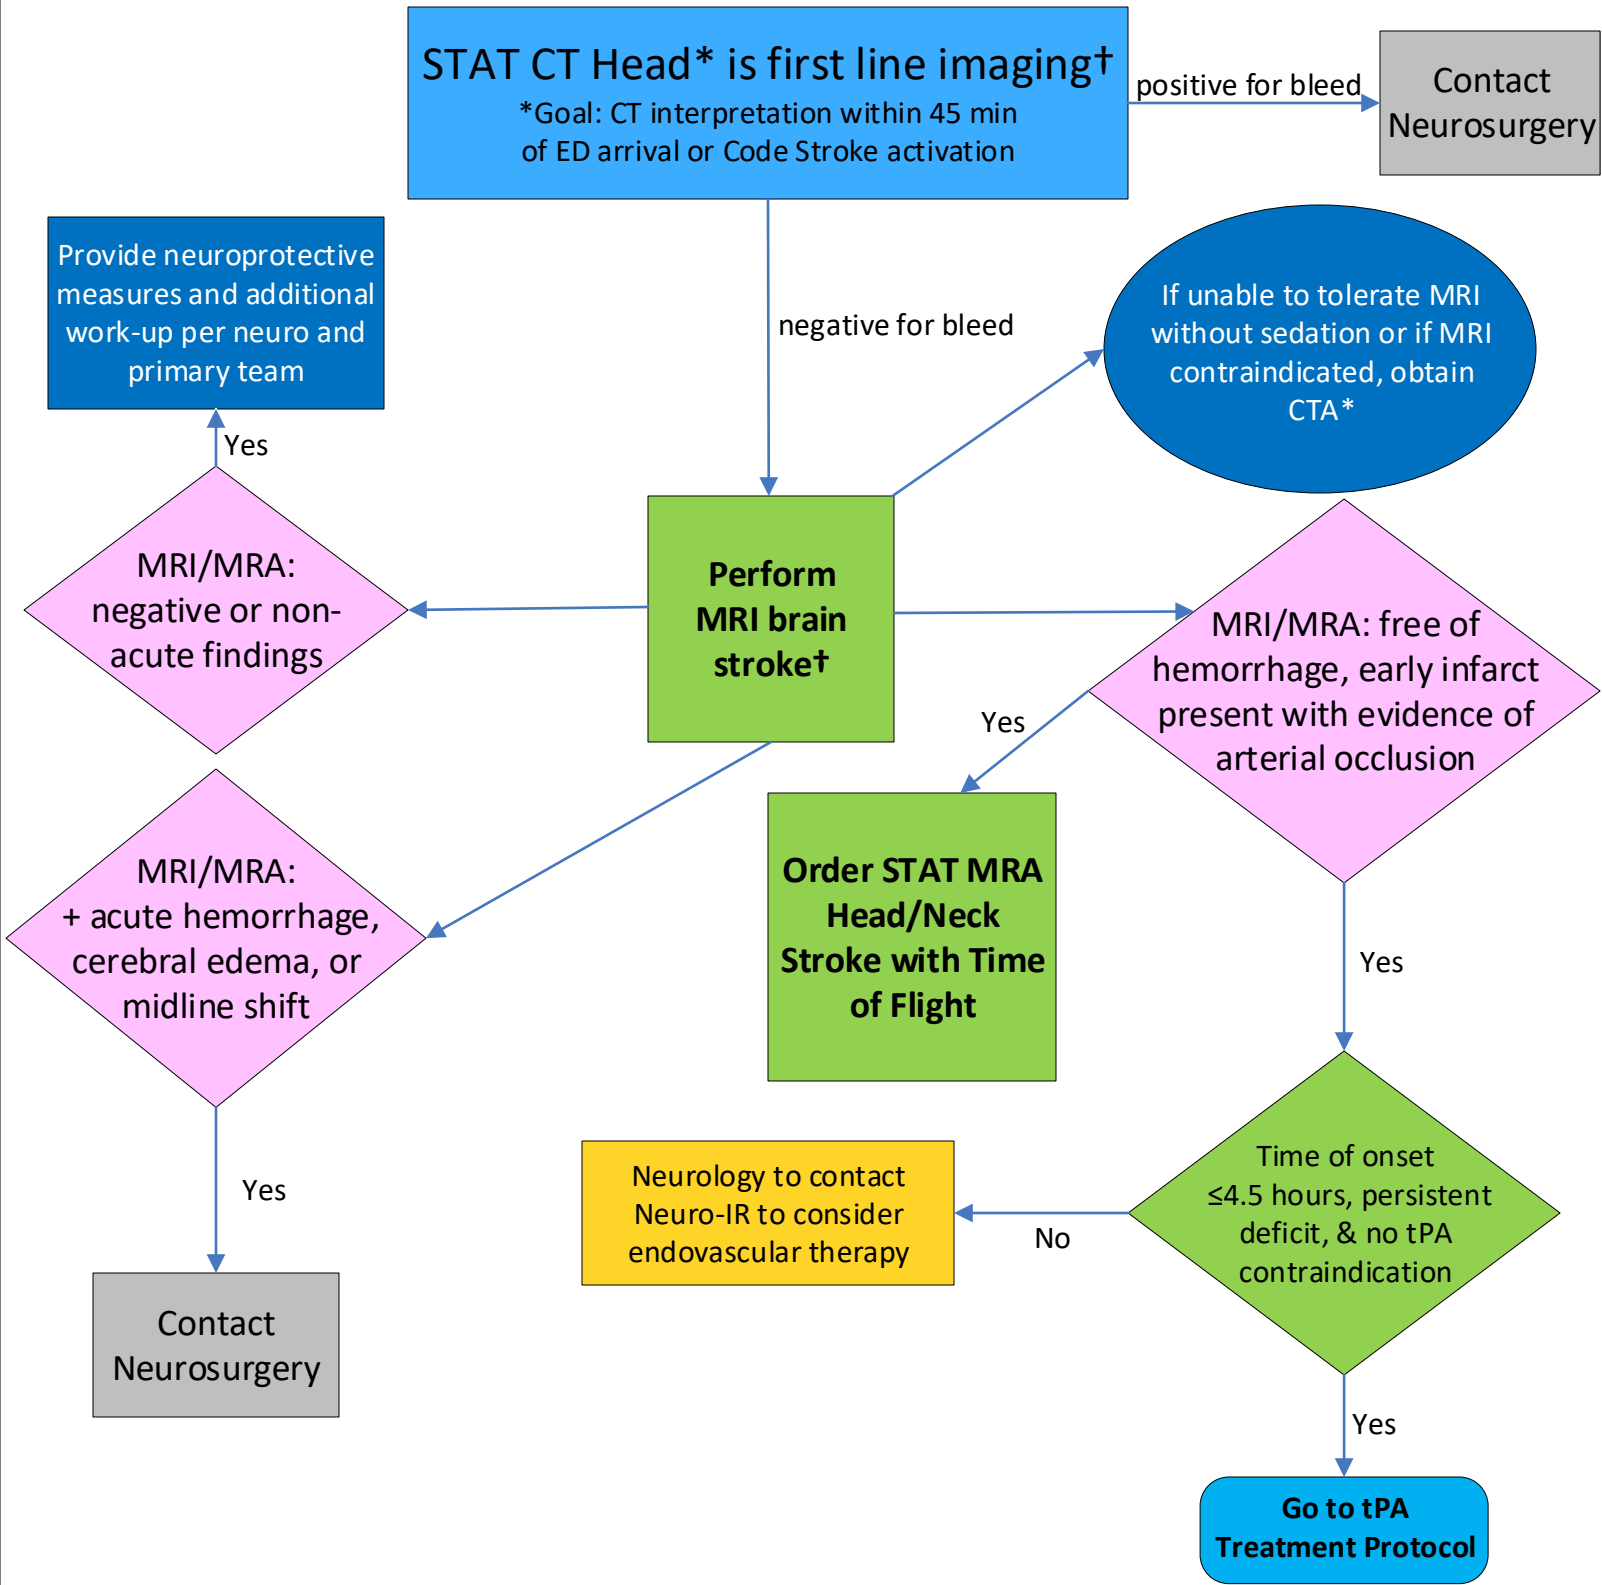 STAT CT Head* is first line imaging†
*Goal: CT interpretation within 45 min
of ED arrival or Code Stroke activation
positive for bleed
Contact
Neurosurgery
Provide neuroprotective
measures and additional
work-up per neuro and
primary team
negative for bleed
If unable to tolerate MRI
without sedation or if MRI
contraindicated, obtain
CTA*
Yes
MRI/MRA:
negative or non-
acute findings
Perform
MRI brain
stroke†
MRI/MRA: free of
hemorrhage, early infarct
present with evidence of
arterial occlusion
Yes
Order STAT MRA
Head/Neck
Stroke with Time
of Flight
MRI/MRA:
+ acute hemorrhage,
cerebral edema, or
midline shift
Yes
Yes
Contact
Neurosurgery
Time of onset
≤4.5 hours, persistent
deficit, & no tPA
contraindication
No
Neurology to contact
Neuro-IR to consider
endovascular therapy
Yes
Go to tPA
Treatment Protocol